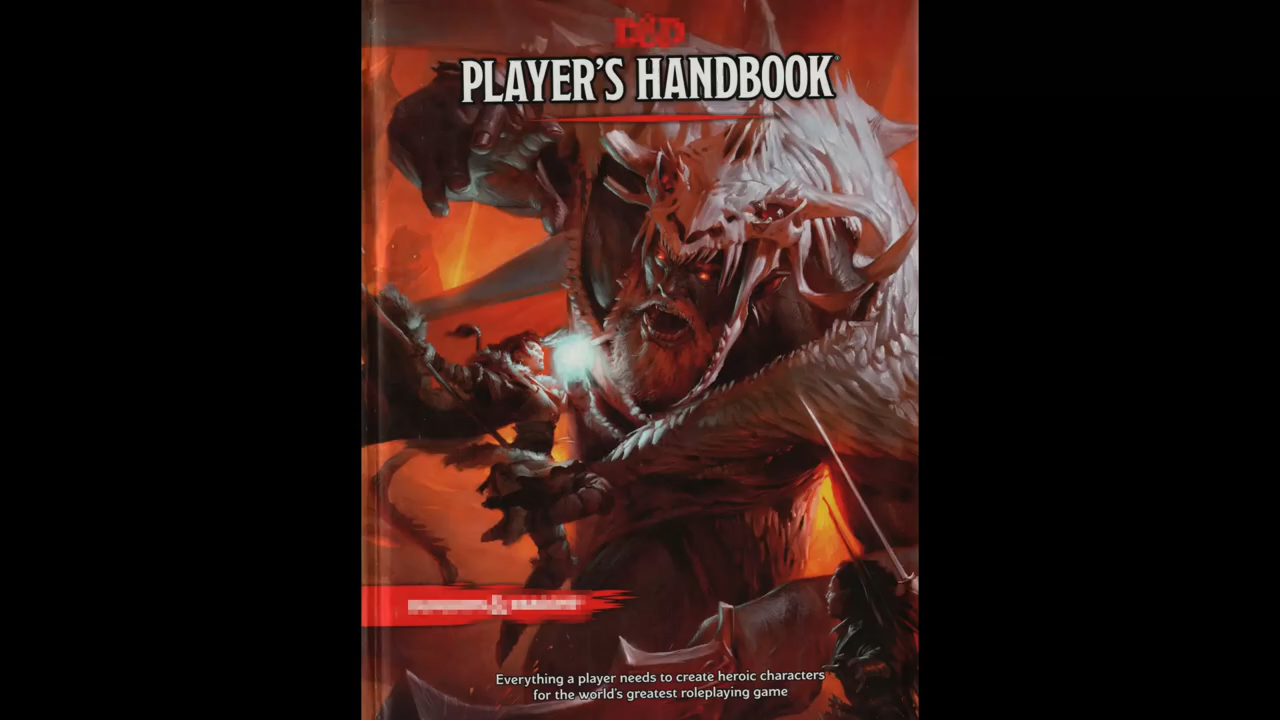 PLAYER'S HANDBOOK®
Everything a player needs to create heroic characters
for the world's greatest roleplaying game